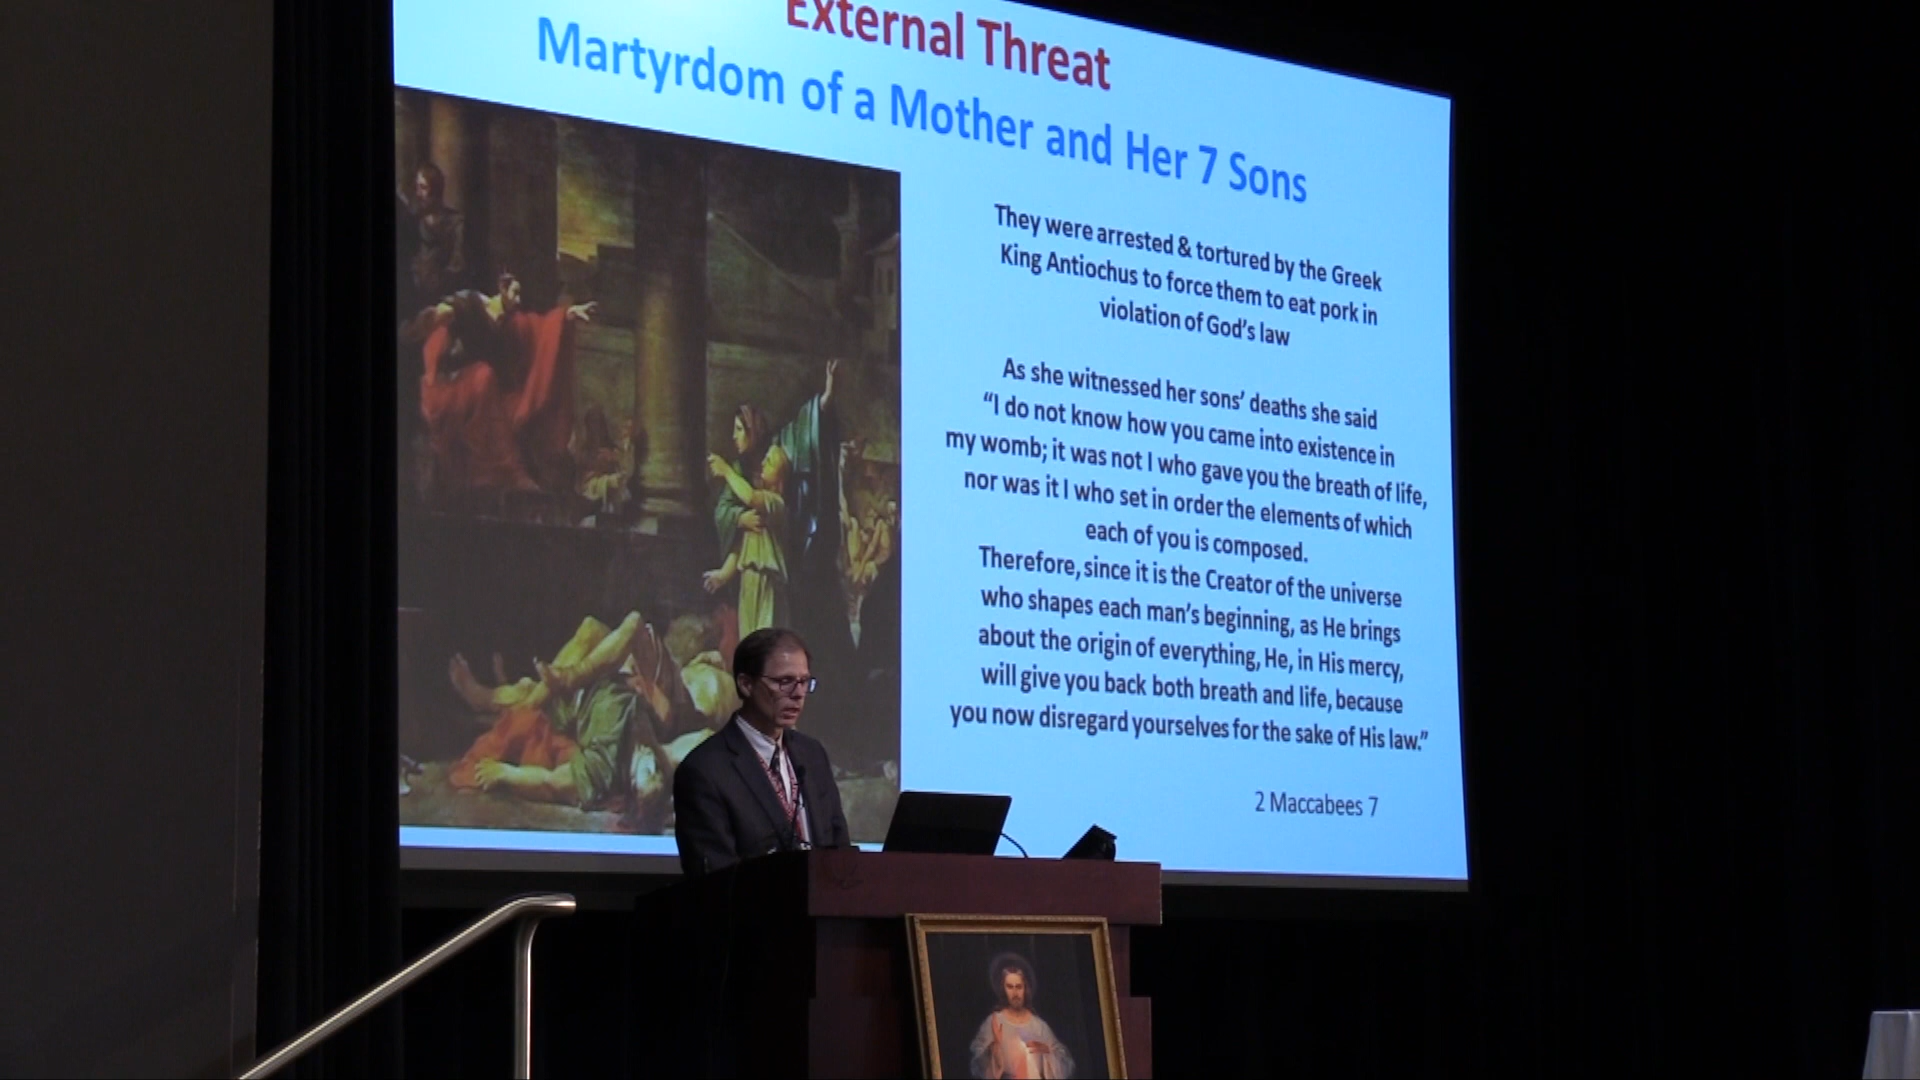 External Threat
Martyrdom of a Mother and Her 7 Sons
They were arrested & tortured by the Greek
King Antiochus to force them to eat pork in
violation of God's law
As she witnessed her sons' deaths she said
“I do not know how you came into existence in
my womb; it was not I who gave you the breath of life,
nor was it I who set in order the elements of which
each of you is composed.
Therefore, since it is the Creator of the universe
who shapes each man's beginning, as He brings
about the origin of everything, He, in His mercy,
will give you back both breath and life, because
you now disregard yourselves for the sake of His law.”
2 Maccabees 7